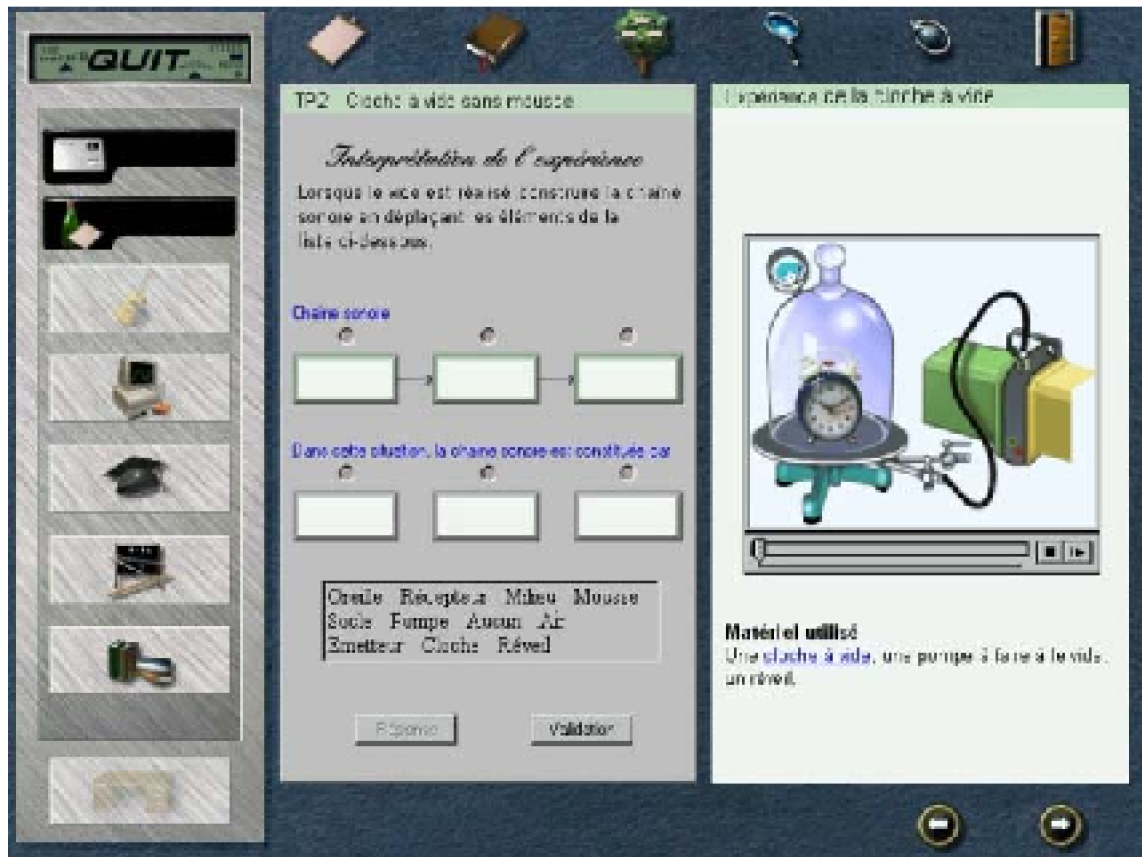 QUIT
TP2 Cloche à vide sans mousse
Interprétation de l'expérience
Lorsque le vide est réalisé, construire la chaîne
sonore en déplaçant les éléments de la
liste ci-dessous.
Chaîne sonore
Dans cette situation, la chaîne sonore est constituée par
Oreille Récepteur Milieu Mousse
Socle Pompe Aucun Air
Emetteur Cloche Réveil
Réponse
Validation
Expérience de la cloche à vide
Matériel utilisé
Une cloche à vide, une pompe à faire à le vide,
un réveil.